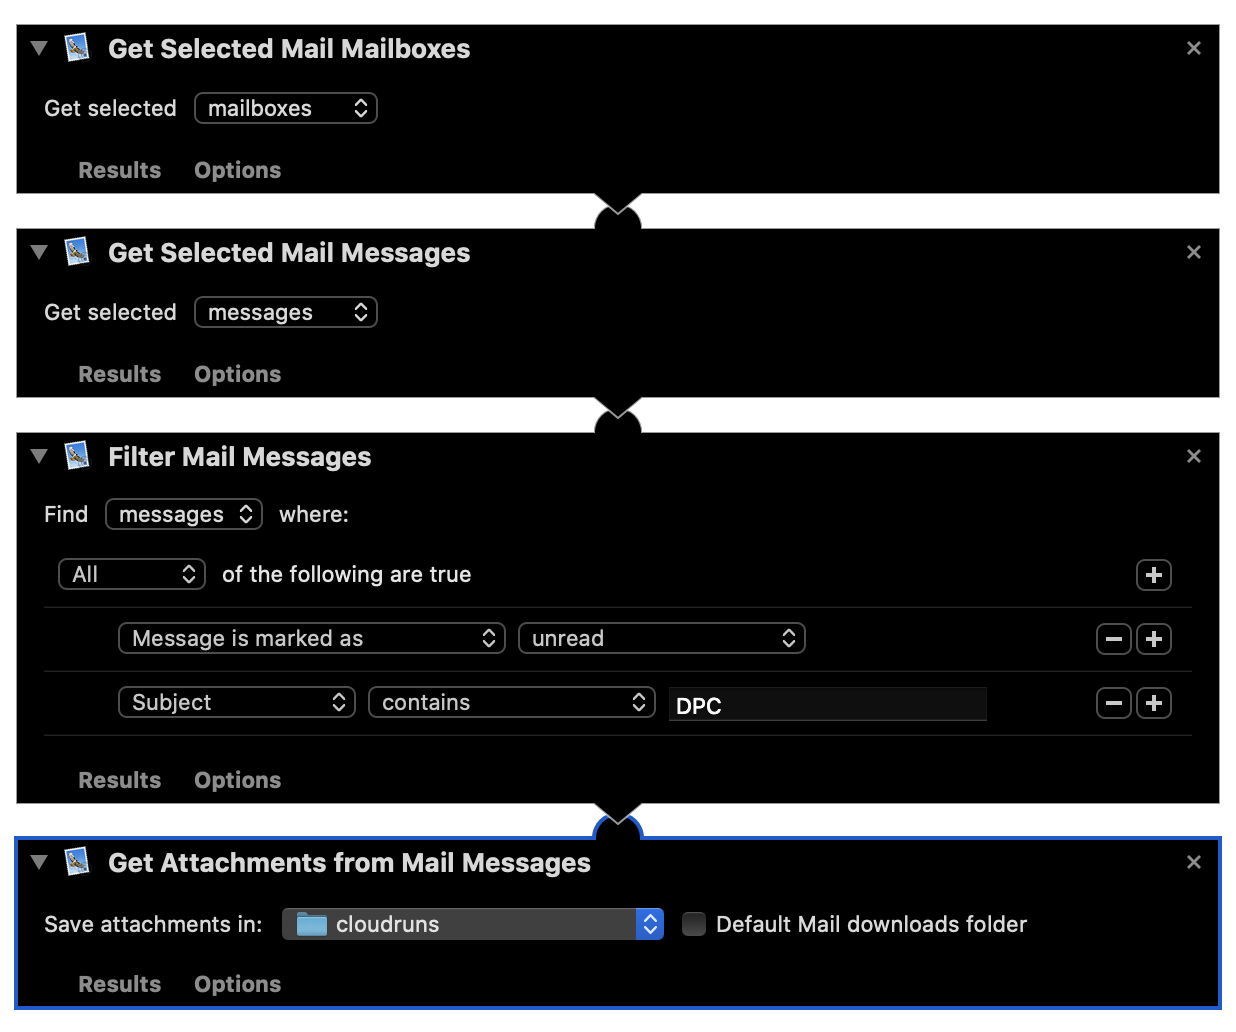 Get Selected Mail Mailboxes
Get selected mailboxes
Results Options
Get Selected Mail Messages
Get selected messages
Results Options
Filter Mail Messages
Find messages where:
All of the following are true
Message is marked as unread
Subject contains DPC
Results Options
Get Attachments from Mail Messages
Save attachments in: cloudruns Default Mail downloads folder
Results Options